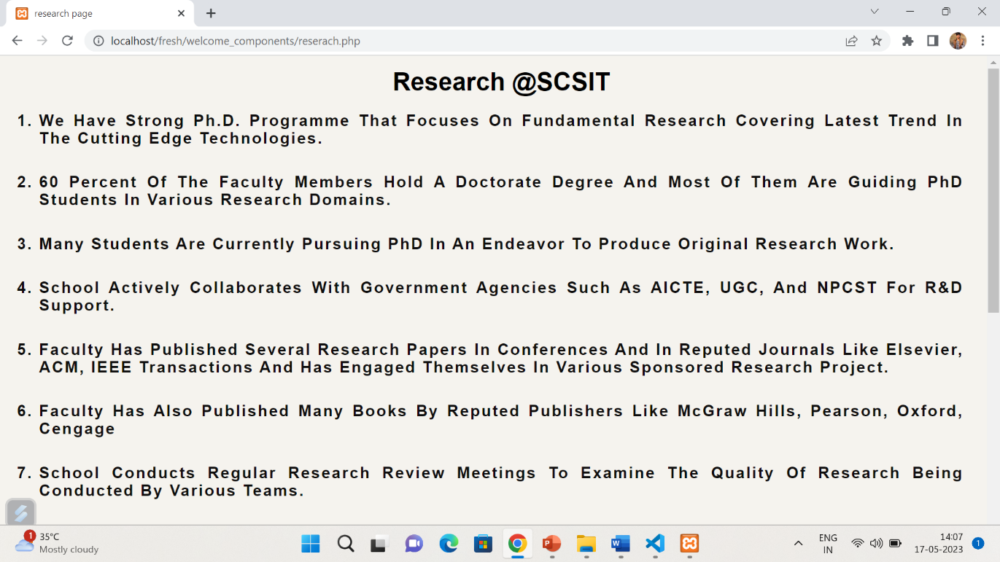 research page
localhost/fresh/welcome_components/reserach.php
Research @SCSIT
1. We Have Strong Ph.D. Programme That Focuses On Fundamental Research Covering Latest Trend In
The Cutting Edge Technologies.
2. 60 Percent Of The Faculty Members Hold A Doctorate Degree And Most Of Them Are Guiding PhD
Students In Various Research Domains.
3. Many Students Are Currently Pursuing PhD In An Endeavor To Produce Original Research Work.
4. School Actively Collaborates With Government Agencies Such As AICTE, UGC, And NPCST For R&D
Support.
5. Faculty Has Published Several Research Papers In Conferences And In Reputed Journals Like Elsevier,
ACM, IEEE Transactions And Has Engaged Themselves In Various Sponsored Research Project.
6. Faculty Has Also Published Many Books By Reputed Publishers Like McGraw Hills, Pearson, Oxford,
Cengage
7. School Conducts Regular Research Review Meetings To Examine The Quality Of Research Being
Conducted By Various Teams.
1
35°C
Mostly cloudy
P
W
ENG
IN
14:07
17-05-2023
1